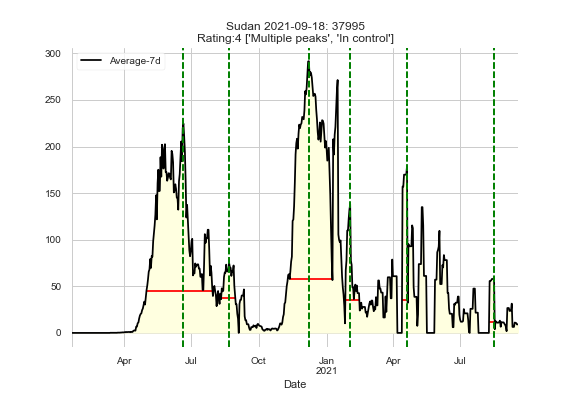 Sudan 2021-09-18: 37995
Rating:4 ['Multiple peaks', 'In control']
Average-7d
300
250
200
150
100
50
0
Apr Jul Oct Jan Apr Jul
2021
Date